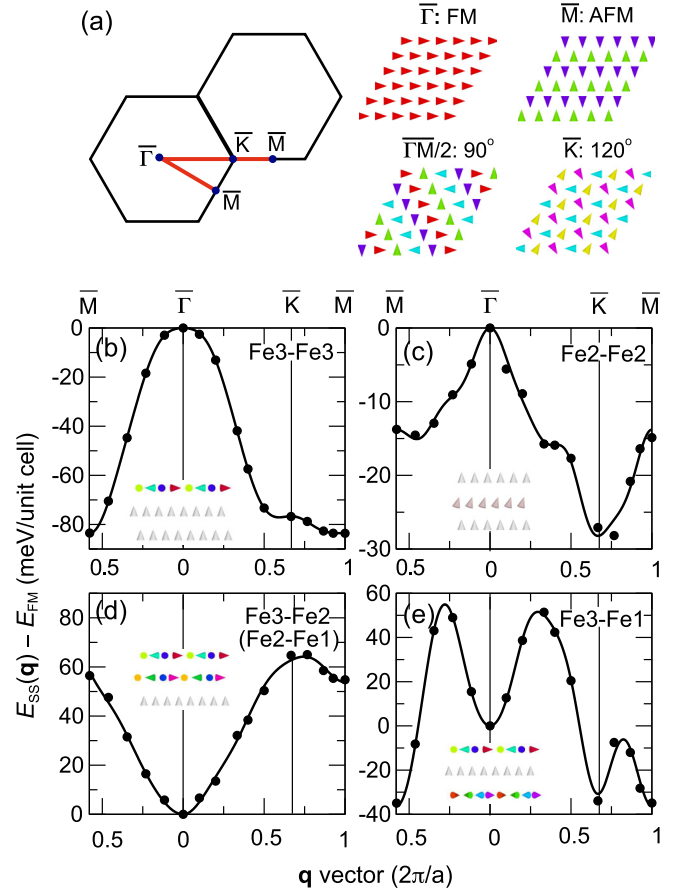 (a)
Γ̅: FM
M̅: AFM
Γ̅
K̅
M̅
M̅
Γ̅M̅/2: 90°
K̅: 120°
M̅ Γ̅ K̅ M̅
M̅ Γ̅ K̅ M̅
E_SS(q) − E_FM (meV/unit cell)
(b)
Fe3-Fe3
0
-20
-40
-60
-80
0.5 0 0.5 1
(c)
Fe2-Fe2
0
-10
-20
-30
0.5 0 0.5 1
(d)
Fe3-Fe2
(Fe2-Fe1)
80
60
40
20
0
0.5 0 0.5 1
(e)
Fe3-Fe1
60
40
20
0
-20
-40
0.5 0 0.5 1
q vector (2π/a)